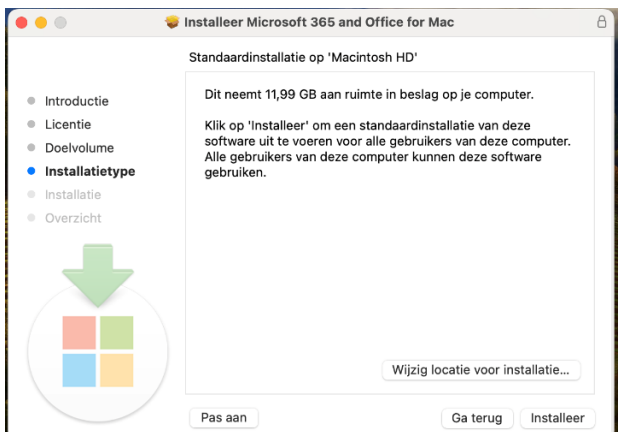 Installeer Microsoft 365 and Office for Mac
Standaardinstallatie op 'Macintosh HD'
Introductie
Licentie
Doelvolume
Installatietype
Installatie
Overzicht
Dit neemt 11,99 GB aan ruimte in beslag op je computer.
Klik op 'Installeer' om een standaardinstallatie van deze
software uit te voeren voor alle gebruikers van deze computer.
Alle gebruikers van deze computer kunnen deze software
gebruiken.
Wijzig locatie voor installatie...
Pas aan
Ga terug
Installeer